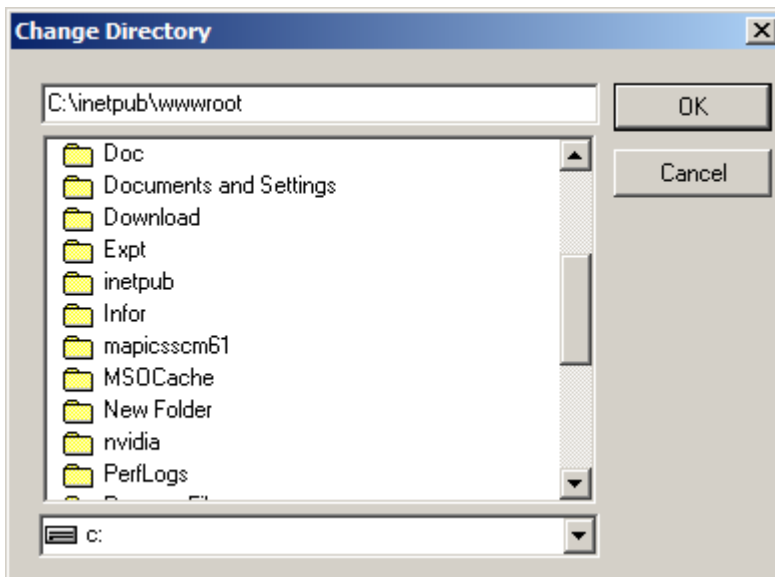 Change Directory
C:\inetpub\wwwroot
OK
Cancel
Doc
Documents and Settings
Download
Expt
inetpub
Infor
mapicsscm61
MSOCache
New Folder
nvidia
PerfLogs
c: